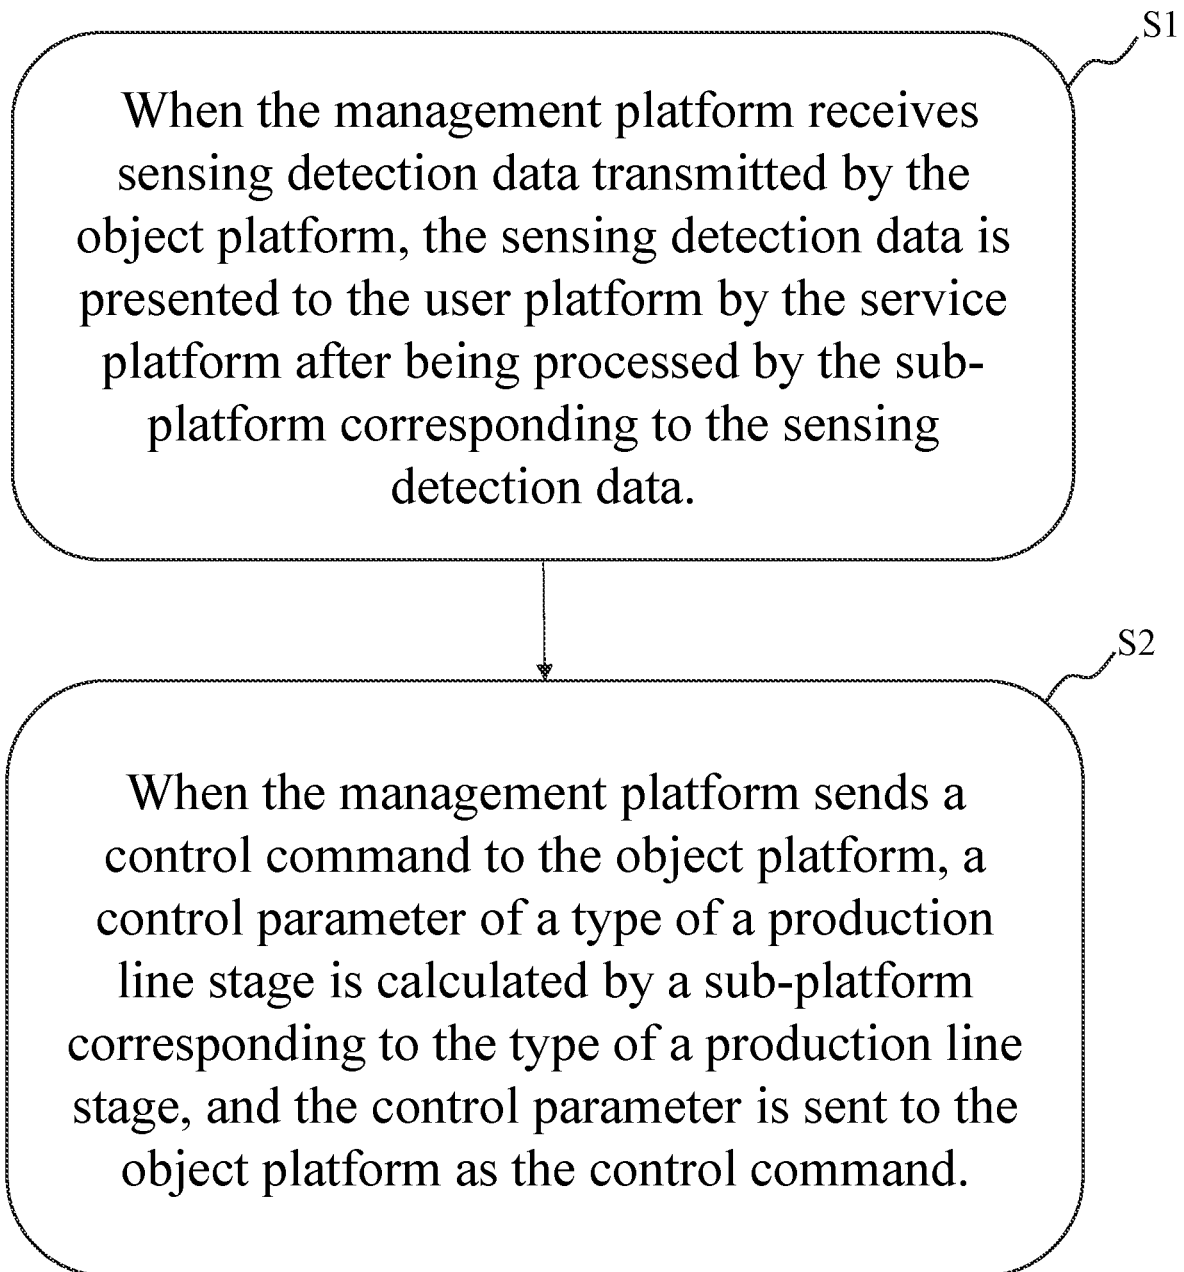 S1
When the management platform receives
sensing detection data transmitted by the
object platform, the sensing detection data is
presented to the user platform by the service
platform after being processed by the sub-
platform corresponding to the sensing
detection data.
S2
When the management platform sends a
control command to the object platform, a
control parameter of a type of a production
line stage is calculated by a sub-platform
corresponding to the type of a production line
stage, and the control parameter is sent to the
object platform as the control command.